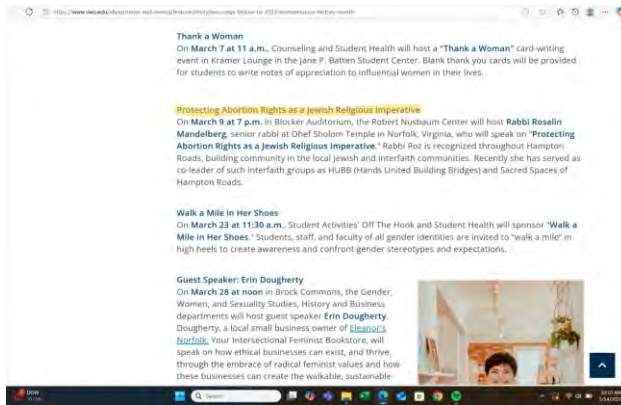 Thank a Woman
On March 7 at 11 a.m., Counseling and Student Health will host a "Thank a Woman" card-writing
event in Kramer Lounge in the Jane P. Batten Student Center. Blank thank you cards will be provided
for students to write notes of appreciation to influential women in their lives.
Protecting Abortion Rights as a Jewish Religious Imperative
On March 9 at 7 p.m. in Blocker Auditorium, the Robert Nusbaum Center will host Rabbi Rosalin
Mandelberg, senior rabbi at Ohef Sholom Temple in Norfolk, Virginia, who will speak on "Protecting
Abortion Rights as a Jewish Religious Imperative." Rabbi Roz is recognized throughout Hampton
Roads, building community in the local Jewish and interfaith communities. Recently she has served as
co-leader of such interfaith groups as HUBB (Hands United Building Bridges) and Sacred Spaces of
Hampton Roads.
Walk a Mile in Her Shoes
On March 23 at 11:30 a.m., Student Activities' Off The Hook and Student Health will sponsor "Walk a
Mile in Her Shoes." Students, staff, and faculty of all gender identities are invited to "walk a mile" in
high heels to create awareness and confront gender stereotypes and expectations.
Guest Speaker: Erin Dougherty
On March 28 at noon in Brock Commons, the Gender,
Women, and Sexuality Studies, History and Business
departments will host guest speaker Erin Dougherty.
Dougherty, a local small business owner of Eleanor's
Norfolk: Your Intersectional Feminist Bookstore, will
speak on how ethical businesses can exist, and thrive,
through the embrace of radical feminist values and how
these businesses can create the walkable, sustainable
Search